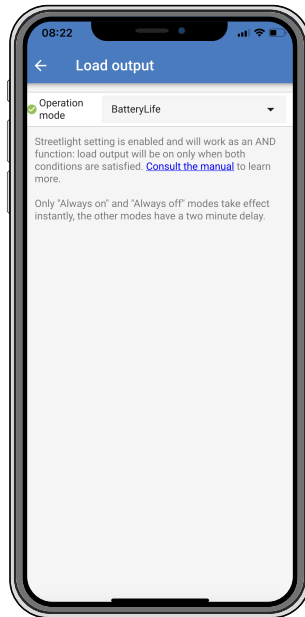 08:22
Load output
Operation
mode
BatteryLife
Streetlight setting is enabled and will work as an AND
function: load output will be on only when both
conditions are satisfied. Consult the manual to learn
more.
Only "Always on" and "Always off" modes take effect
instantly, the other modes have a two minute delay.